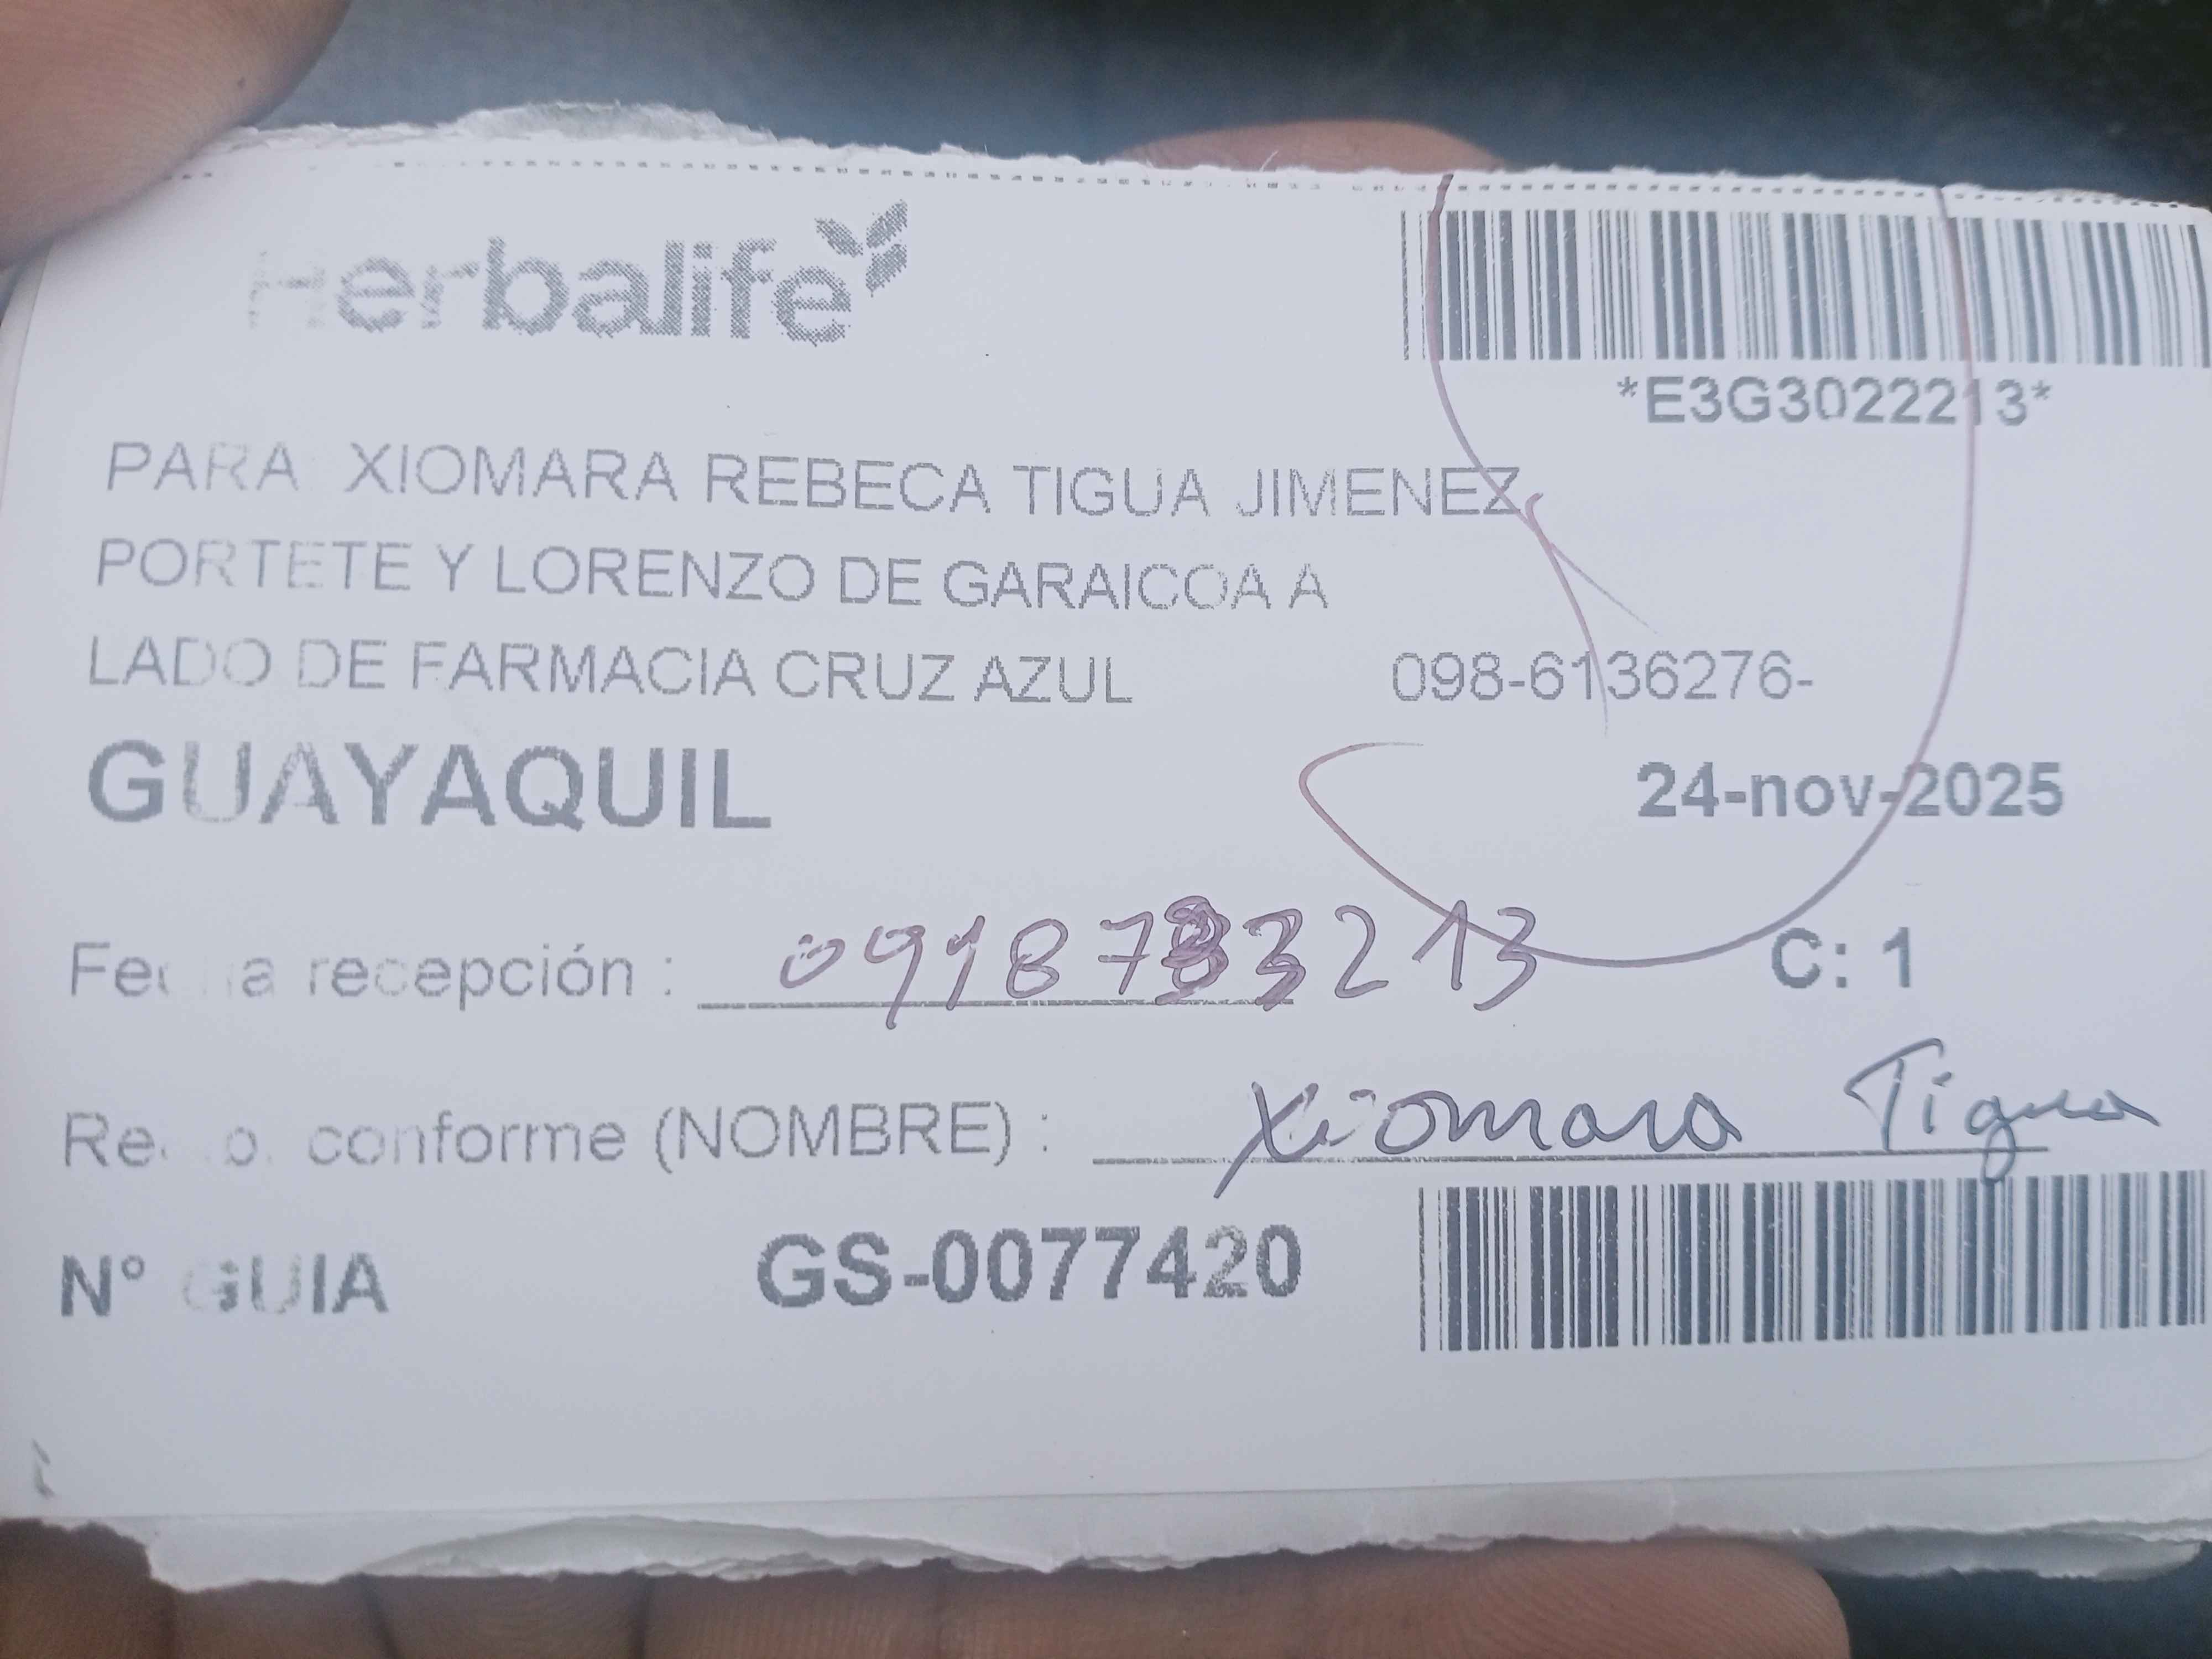 Herbalife
*E3G3022213*
PARA XIOMARA REBECA TIGUA JIMENEZ
PORTETE Y LORENZO DE GARAICOA A
LADO DE FARMACIA CRUZ AZUL 098-6136276-
GUAYAQUIL 24-nov-2025
Fecha recepción : C: 1
conforme (NOMBRE) : Xiomara Tigua
N° GUIA GS-0077420